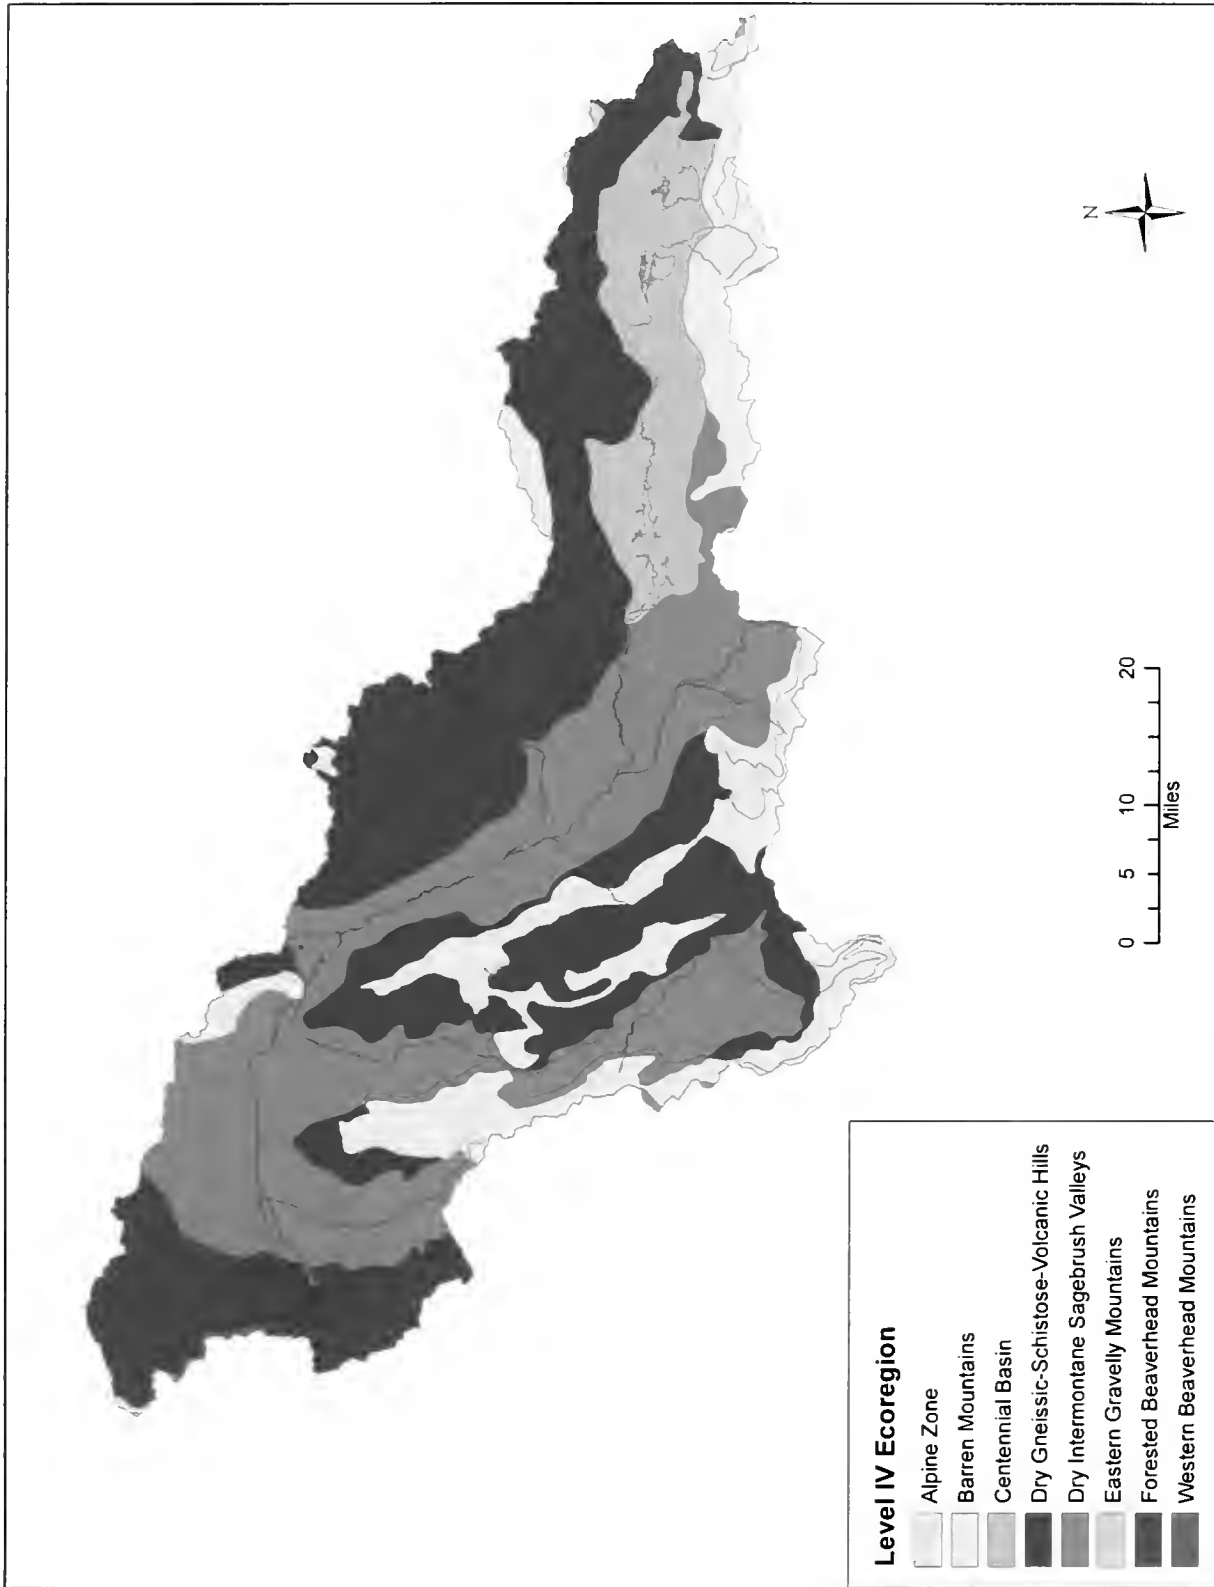 N
0 5 10 20
Miles
Level IV Ecoregion
Alpine Zone
Barren Mountains
Centennial Basin
Dry Gneissic-Schistose-Volcanic Hills
Dry Intermontane Sagebrush Valleys
Eastern Gravelly Mountains
Forested Beaverhead Mountains
Western Beaverhead Mountains